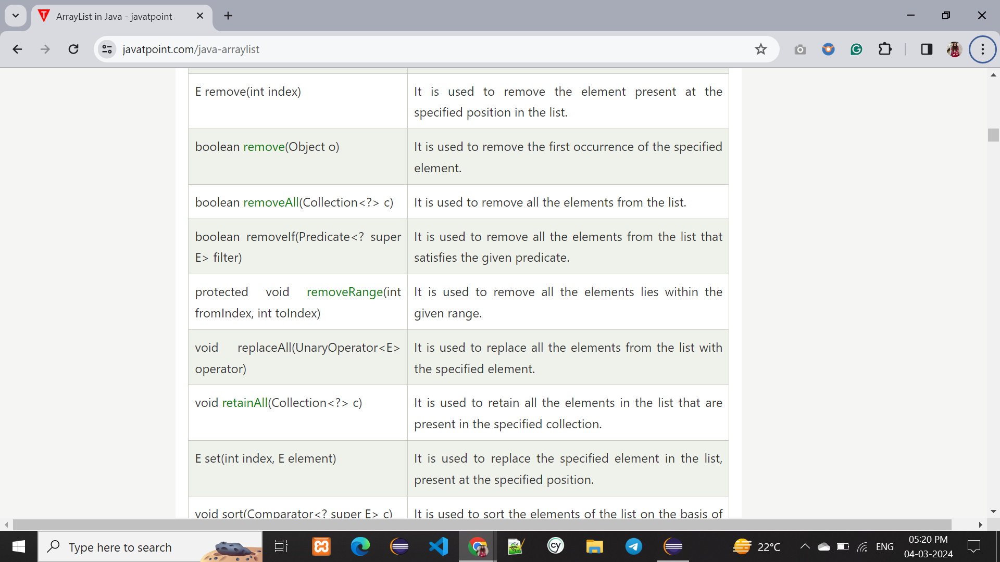 ArrayList in Java - javatpoint
javatpoint.com/java-arraylist
E remove(int index)
It is used to remove the element present at the
specified position in the list.
boolean remove(Object o)
It is used to remove the first occurrence of the specified
element.
boolean removeAll(Collection<?> c)
It is used to remove all the elements from the list.
boolean removeIf(Predicate<? super
E> filter)
It is used to remove all the elements from the list that
satisfies the given predicate.
protected void removeRange(int
fromIndex, int toIndex)
It is used to remove all the elements lies within the
given range.
void replaceAll(UnaryOperator<E>
operator)
It is used to replace all the elements from the list with
the specified element.
void retainAll(Collection<?> c)
It is used to retain all the elements in the list that are
present in the specified collection.
E set(int index, E element)
It is used to replace the specified element in the list,
present at the specified position.
void sort(Comparator<? super E> c)
It is used to sort the elements of the list on the basis of
Type here to search
cy
22°C
ENG
05:20 PM
04-03-2024